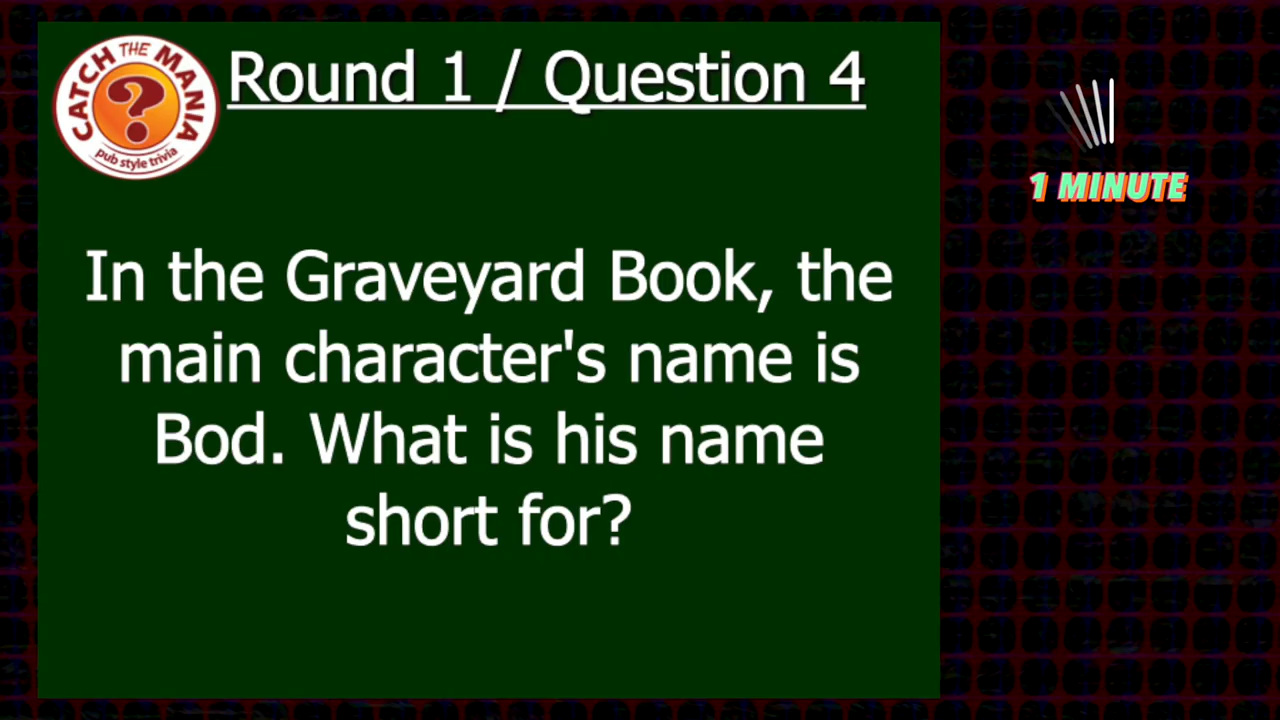 CATCH THE MANIA
?
pub style trivia
Round 1 / Question 4
1 MINUTE
In the Graveyard Book, the
main character's name is
Bod. What is his name
short for?